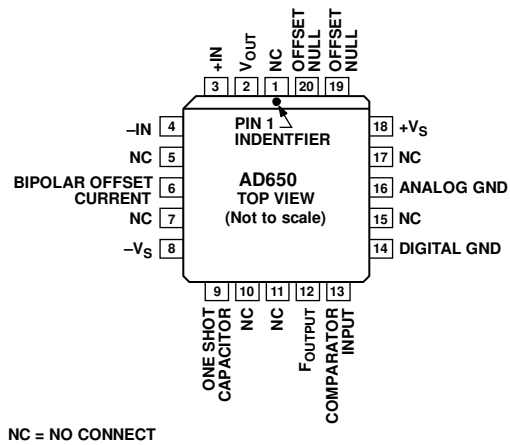 +IN
VOUT
NC
OFFSET
NULL
OFFSET
NULL
3
2
1
20
19
PIN 1
INDENTFIER
–IN 4
NC 5
BIPOLAR OFFSET
CURRENT
6
NC 7
–VS 8
AD650
TOP VIEW
(Not to scale)
18 +VS
17 NC
16 ANALOG GND
15 NC
14 DIGITAL GND
9
10
11
12
13
ONE SHOT
CAPACITOR
NC
NC
FOUTPUT
COMPARATOR
INPUT
NC = NO CONNECT